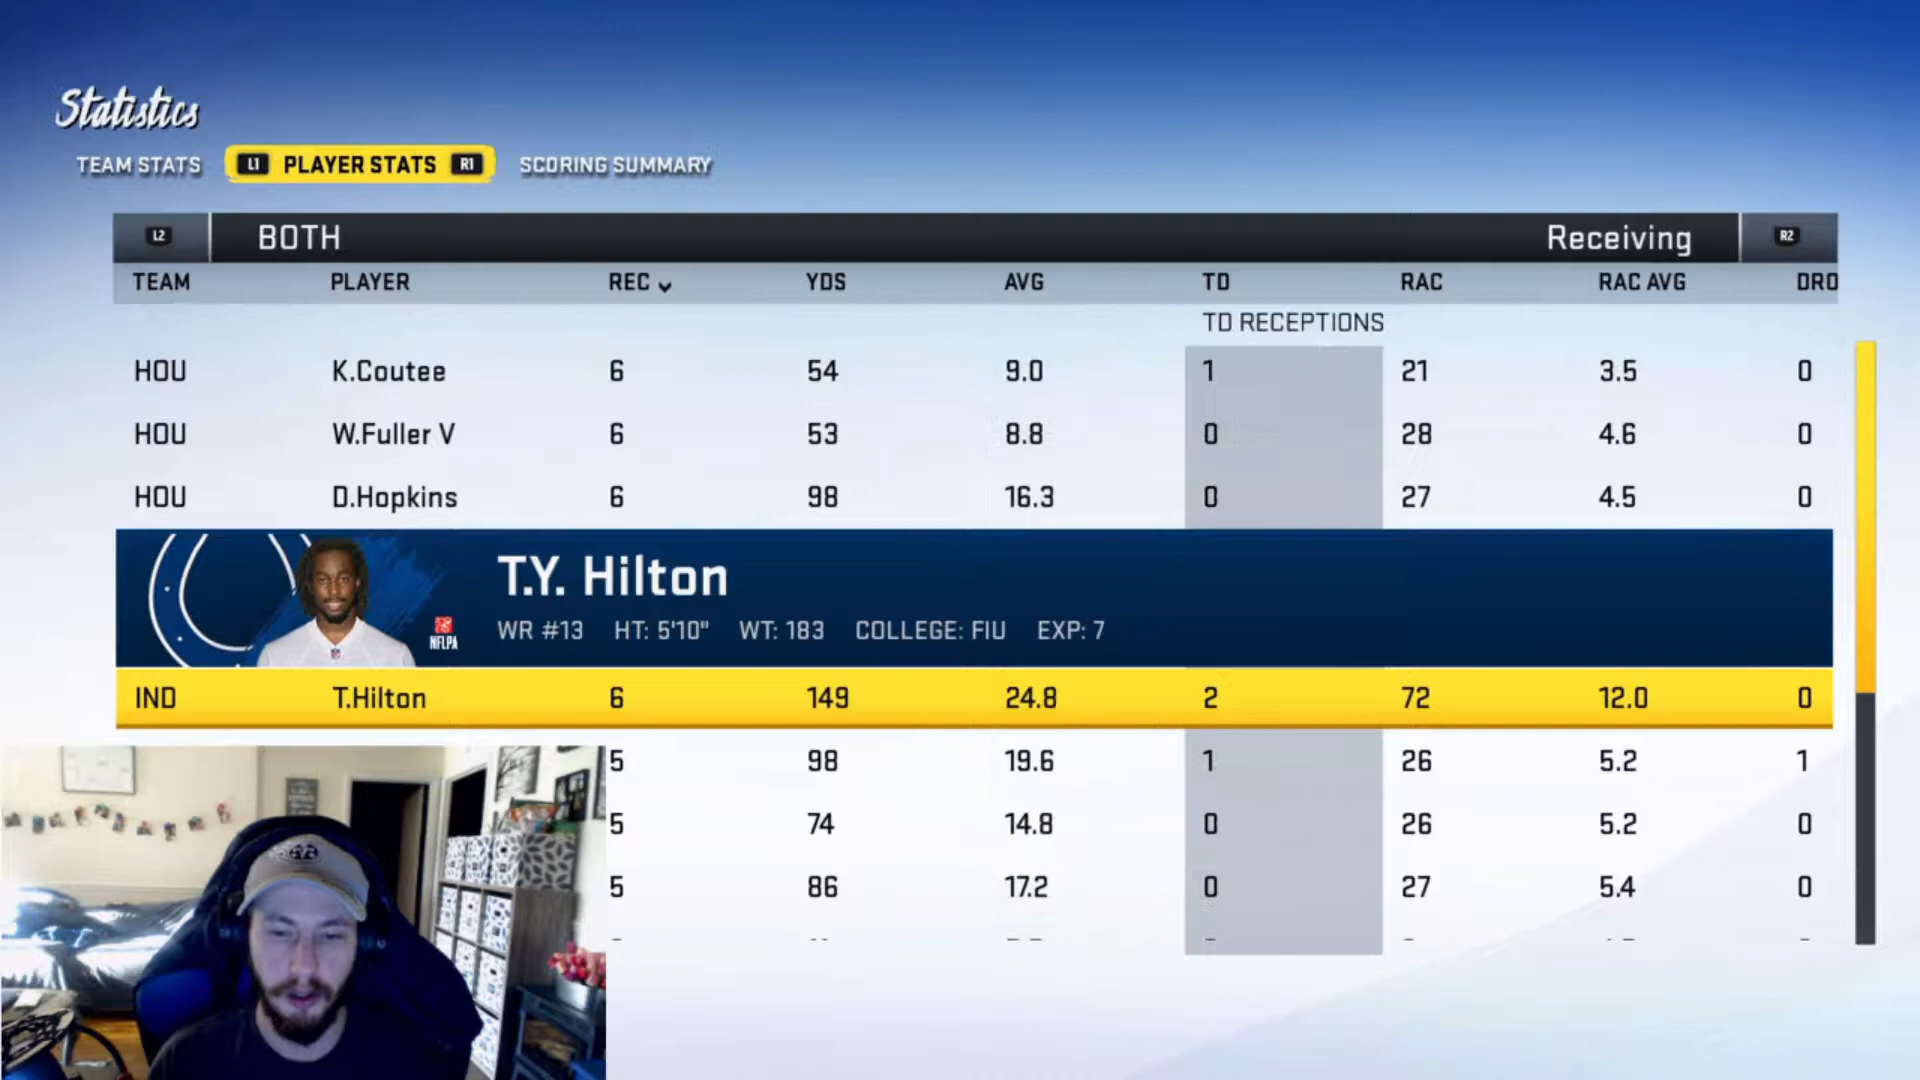 Statistics
TEAM STATS L1 PLAYER STATS R1 SCORING SUMMARY
L2 BOTH Receiving R2
TEAM PLAYER REC YDS AVG TD RAC RAC AVG DRO
TD RECEPTIONS
HOU K.Coutee 6 54 9.0 1 21 3.5 0
HOU W.Fuller V 6 53 8.8 0 28 4.6 0
HOU D.Hopkins 6 98 16.3 0 27 4.5 0
T.Y. Hilton
NFLPA
WR #13 HT: 5'10" WT: 183 COLLEGE: FIU EXP: 7
IND T.Hilton 6 149 24.8 2 72 12.0 0
5 98 19.6 1 26 5.2 1
5 74 14.8 0 26 5.2 0
5 86 17.2 0 27 5.4 0